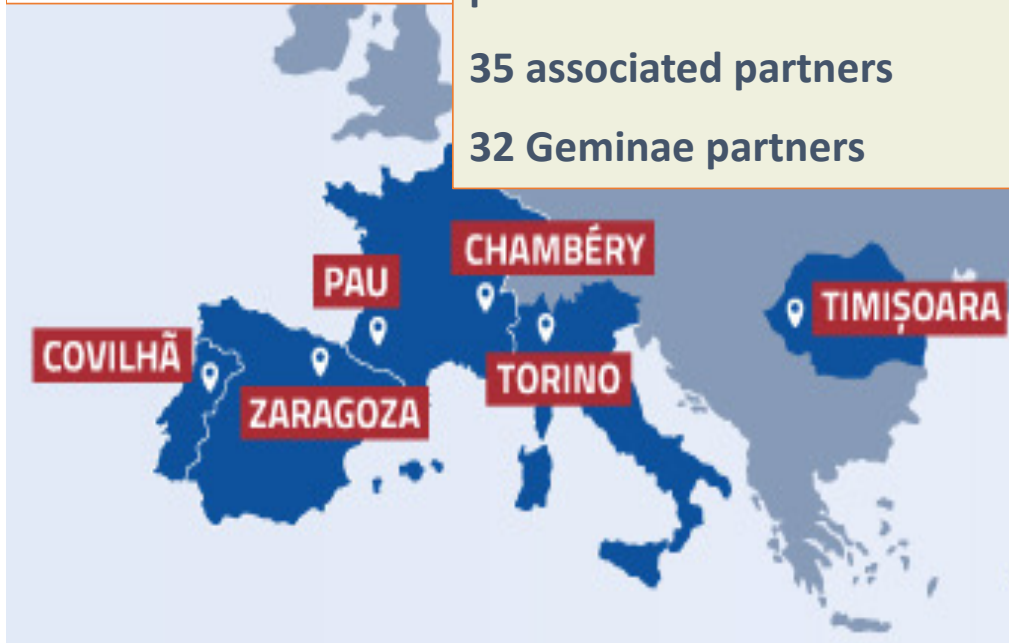 35 associated partners
32 Geminae partners
CHAMBÉRY
PAU
TIMIȘOARA
COVILHÃ
TORINO
ZARAGOZA